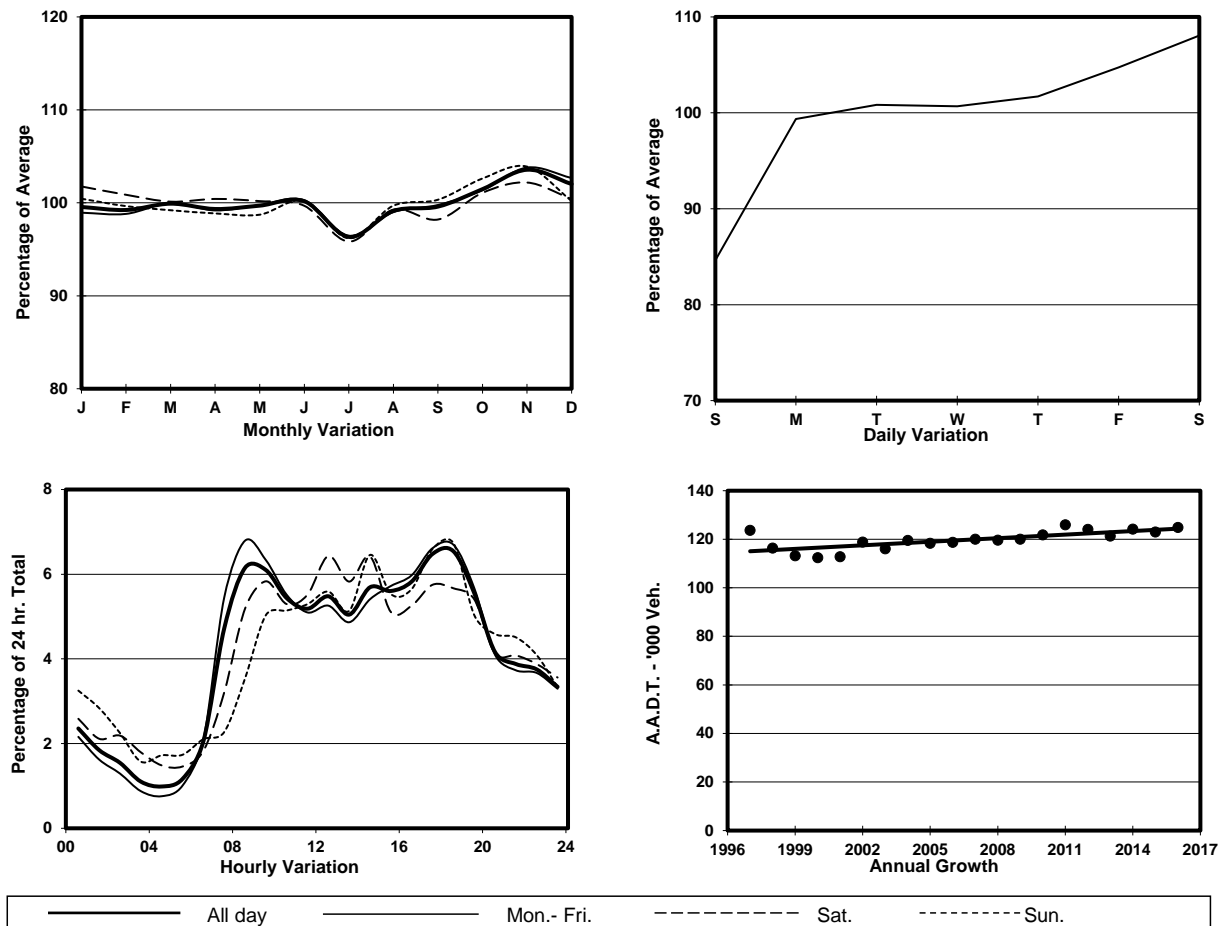 120
110
100
90
80
Percentage of Average
J F M A M J J A S O N D
Monthly Variation
110
100
90
80
70
Percentage of Average
S M T W T F S
Daily Variation
8
6
4
2
0
Percentage of 24 hr. Total
00 04 08 12 16 20 24
Hourly Variation
140
120
100
80
60
40
20
0
A.A.D.T. - '000 Veh.
1996 1999 2002 2005 2008 2011 2014 2017
Annual Growth
All day Mon.- Fri. Sat. Sun.